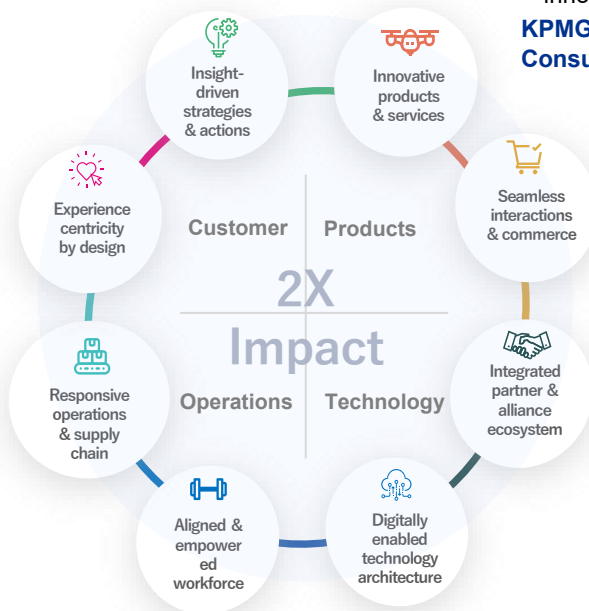 KPMG
Insight-
driven
strategies
& actions
Innovative
products
& services
Seamless
interactions
& commerce
Integrated
partner &
alliance
ecosystem
Digitally
enabled
technology
architecture
Aligned &
empower
ed
workforce
Responsive
operations
& supply
chain
Experience
centricity
by design
Customer
Products
2X
Impact
Operations
Technology